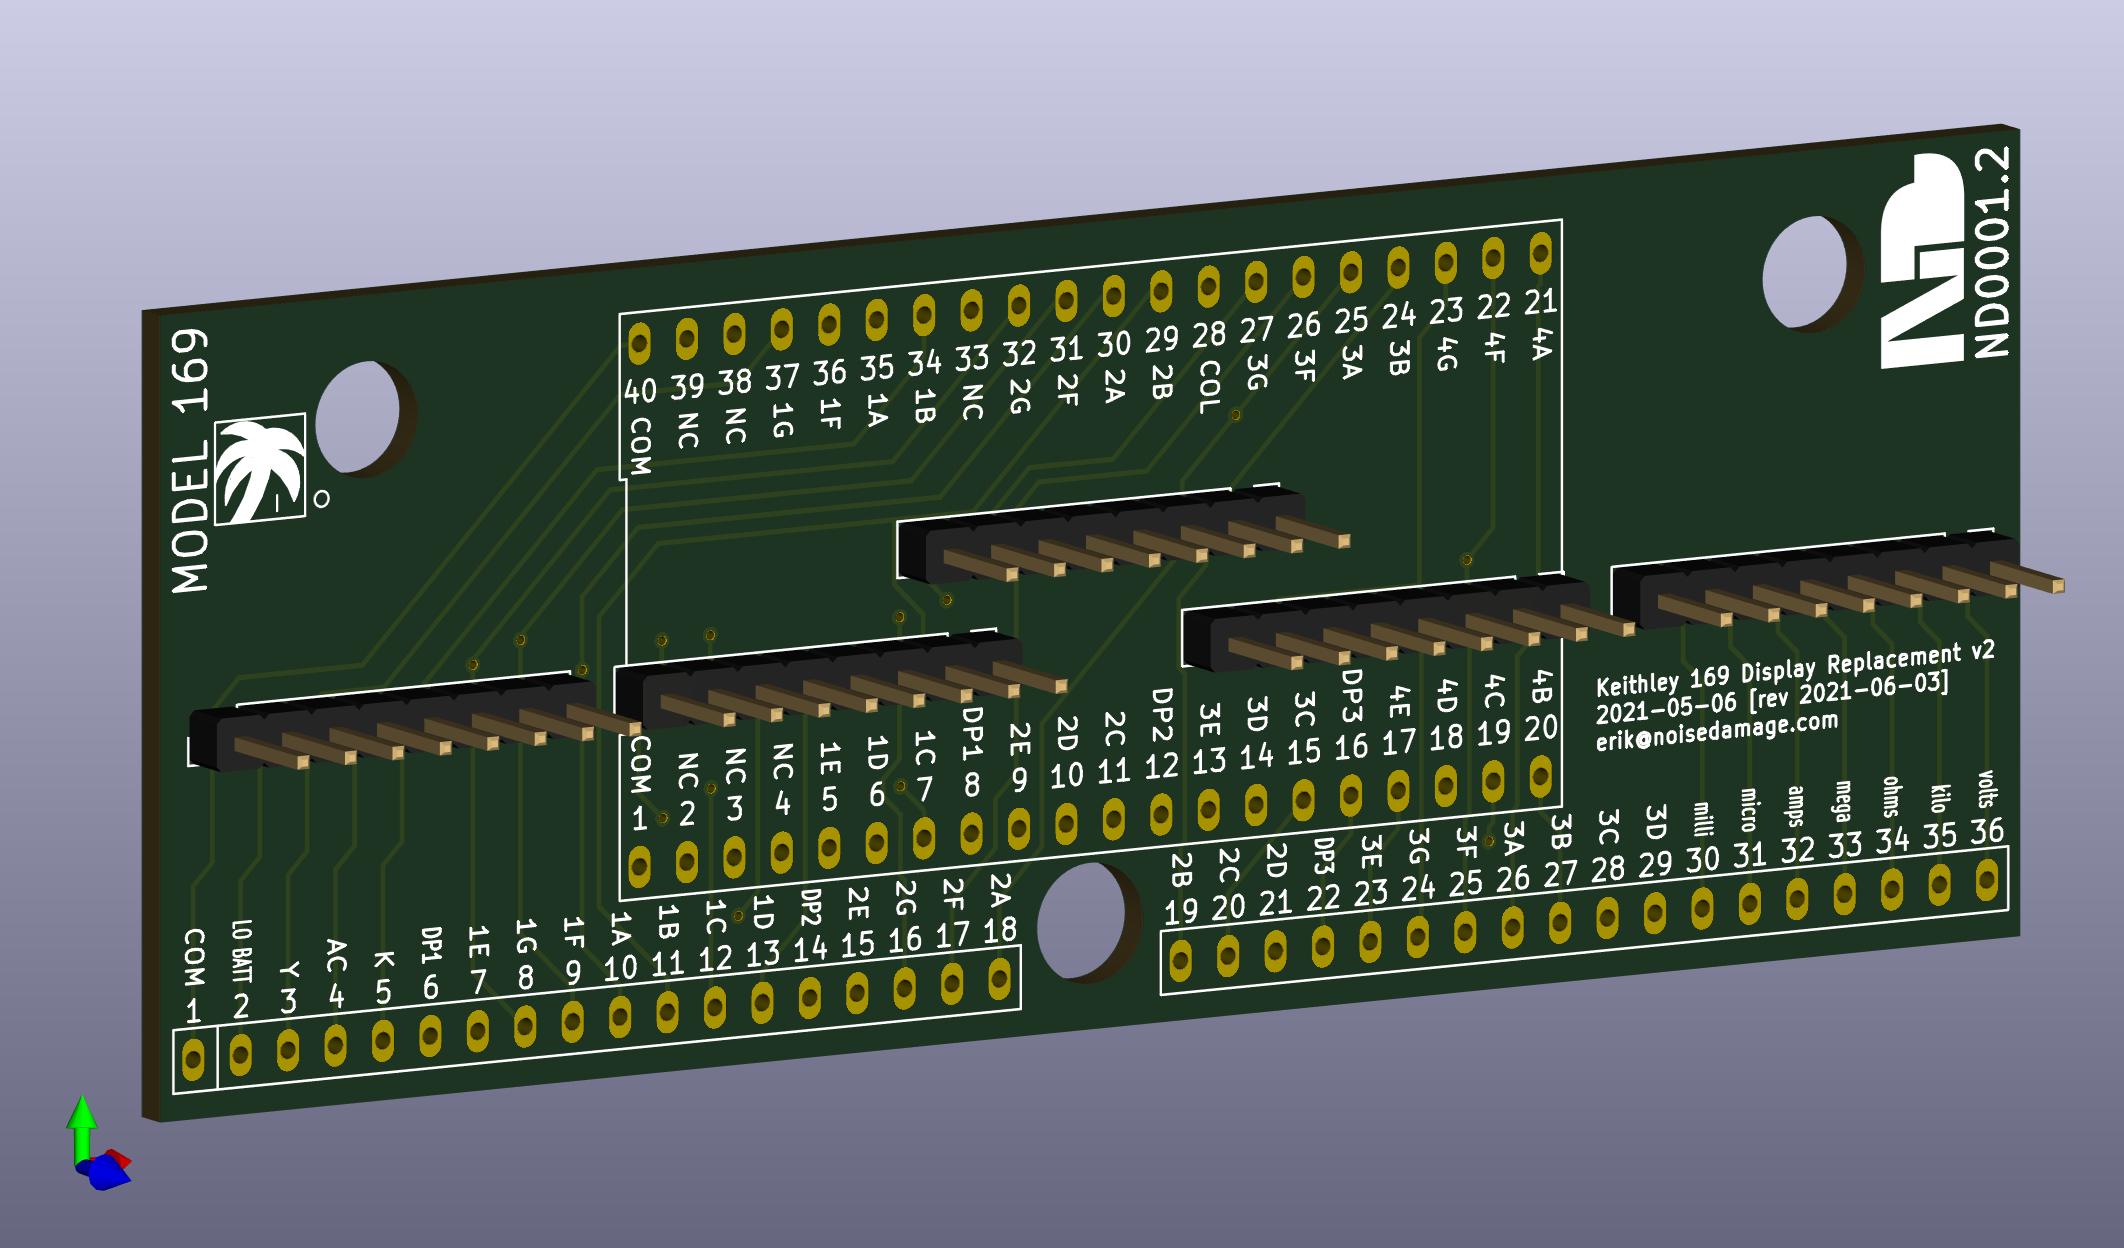 MODEL 169
ND
ND0001.2
40 39 38 37 36 35 34 33 32 31 30 29 28 27 26 25 24 23 22 21
COM NC NC 1G 1F 1A 1B NC 2G 2F 2A 2B COL 3G 3F 3A 3B 4G 4F 4A
Keithley 169 Display Replacement v2
2021-05-06 [rev 2021-06-03]
erik@noisedamage.com
COM NC NC NC 1E 1D 1C DP1 2E 2D 2C DP2 3E 3D 3C DP3 4E 4D 4C 4B
1 2 3 4 5 6 7 8 9 10 11 12 13 14 15 16 17 18 19 20
COM LO BATT Y AC K DP1 1E 1G 1F 1A 1B 1C 1D DP2 2E 2G 2F 2A
1 2 3 4 5 6 7 8 9 10 11 12 13 14 15 16 17 18
2B 2C 2D DP3 3E 3G 3F 3A 3B 3C 3D milli micro amps mega ohms kilo volts
19 20 21 22 23 24 25 26 27 28 29 30 31 32 33 34 35 36